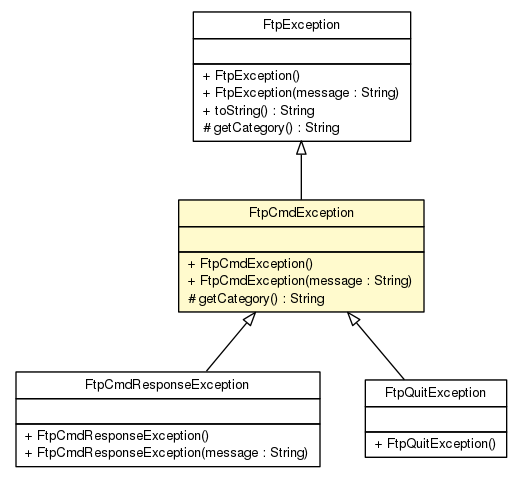 FtpException
+ FtpException()
+ FtpException(message : String)
+ toString() : String
# getCategory() : String
FtpCmdException
+ FtpCmdException()
+ FtpCmdException(message : String)
# getCategory() : String
FtpCmdResponseException
+ FtpCmdResponseException()
+ FtpCmdResponseException(message : String)
FtpQuitException
+ FtpQuitException()